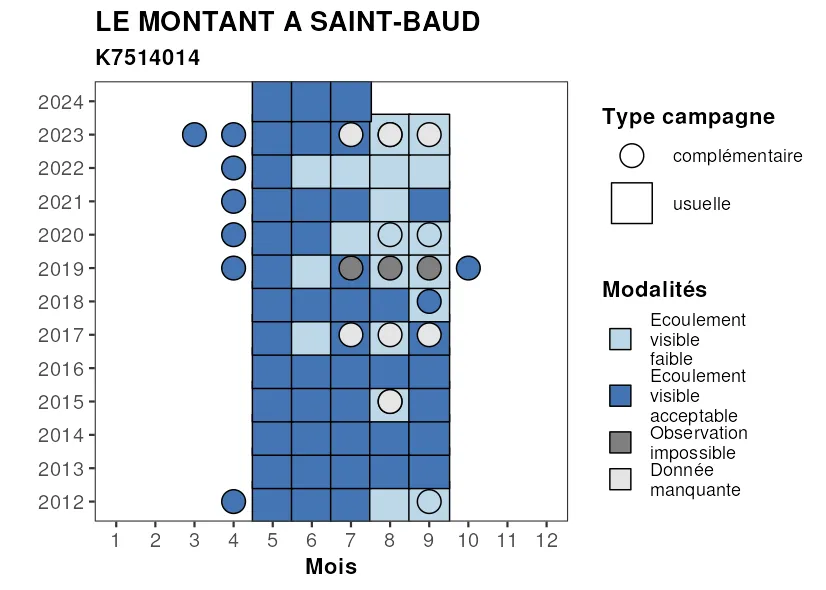 LE MONTANT A SAINT-BAUD
K7514014
2024
2023
2022
2021
2020
2019
2018
2017
2016
2015
2014
2013
2012
1 2 3 4 5 6 7 8 9 10 11 12
Mois
Type campagne
complémentaire
usuelle
Modalités
Ecoulement
visible
faible
Ecoulement
visible
acceptable
Observation
impossible
Donnée
manquante